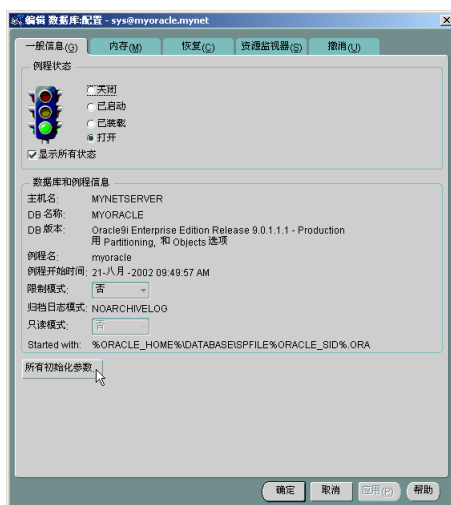 编辑 数据库:配置 - sys@myoracle.mynet
一般信息(G) 内存(M) 恢复(C) 资源监视器(S) 撤消(U)
例程状态
关闭
已启动
已装载
打开
显示所有状态
数据库和例程信息
主机名: MYNETSERVER
DB 名称: MYORACLE
DB 版本: Oracle9i Enterprise Edition Release 9.0.1.1.1 - Production
用 Partitioning, 和 Objects 选项
例程名: myoracle
例程开始时间: 21-八月 -2002 09:49:57 AM
限制模式: 否
归档日志模式: NOARCHIVELOG
只读模式: 否
Started with: %ORACLE_HOME%\DATABASE\SPFILE%ORACLE_SID%.ORA
所有初始化参数...
确定 取消 应用(P) 帮助